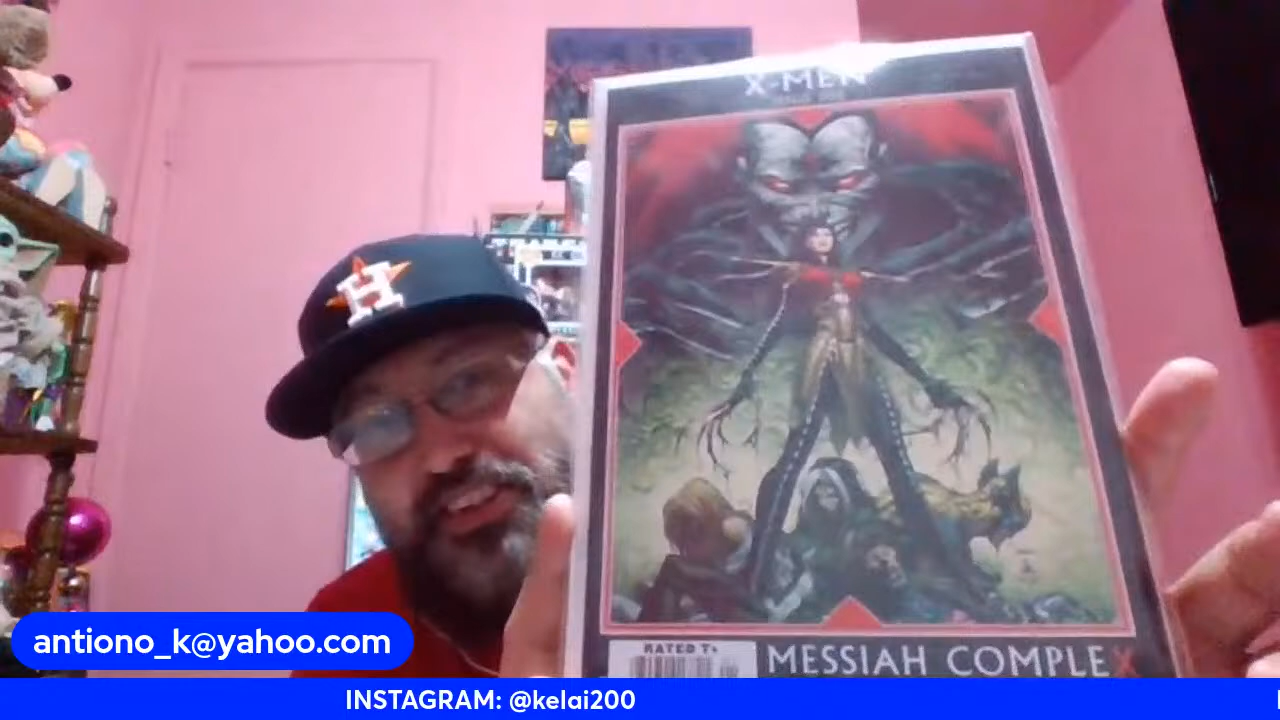 X-MEN
H
RATED T+
MESSIAH COMPLEX
antiono_k@yahoo.com
INSTAGRAM: @kelai200